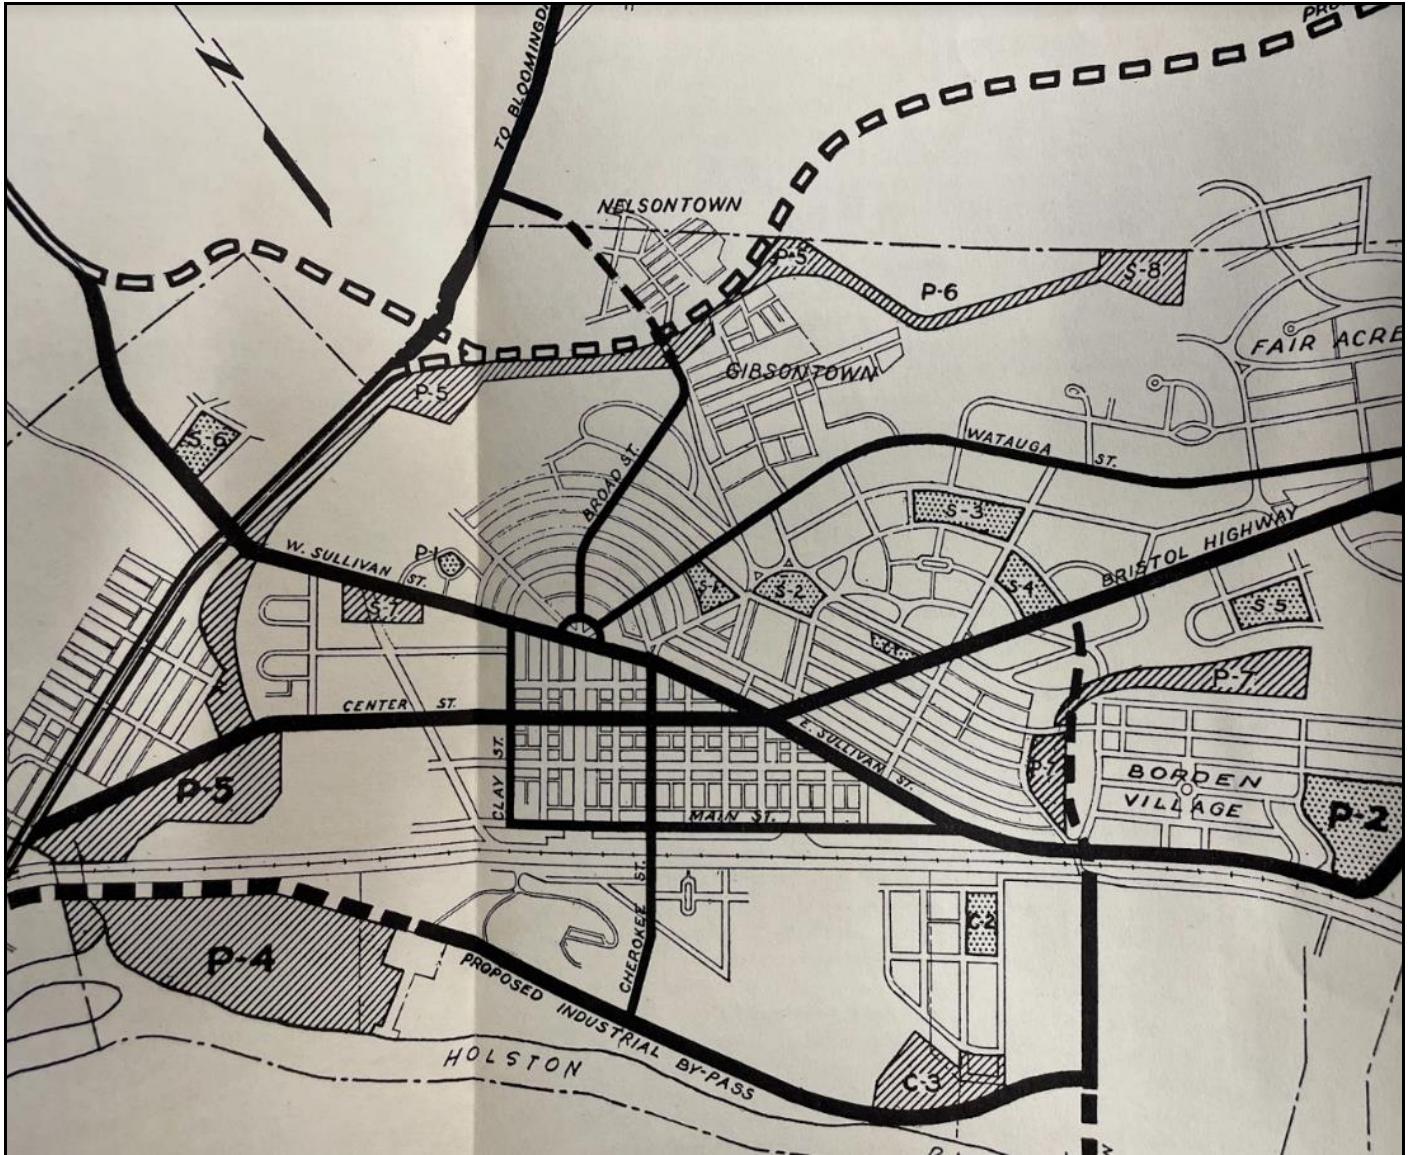 N
TO BLOOMINGDA
NELSONTOWN
P-5
P-6
S-8
FAIR ACRE
GIBSONTOWN
P-5
S-6
BROAD ST.
WATAUGA ST.
S-3
BRISTOL HIGHWAY
W. SULLIVAN ST.
P-1
S-7
S-1
S-2
S-4
S-5
P-7
CENTER ST.
CLAY ST.
E. SULLIVAN ST.
BORDEN
VILLAGE
P-5
P-2
MAIN ST.
CHEROKEE ST.
C-2
P-4
PROPOSED INDUSTRIAL BY-PASS
HOLSTON
C-3